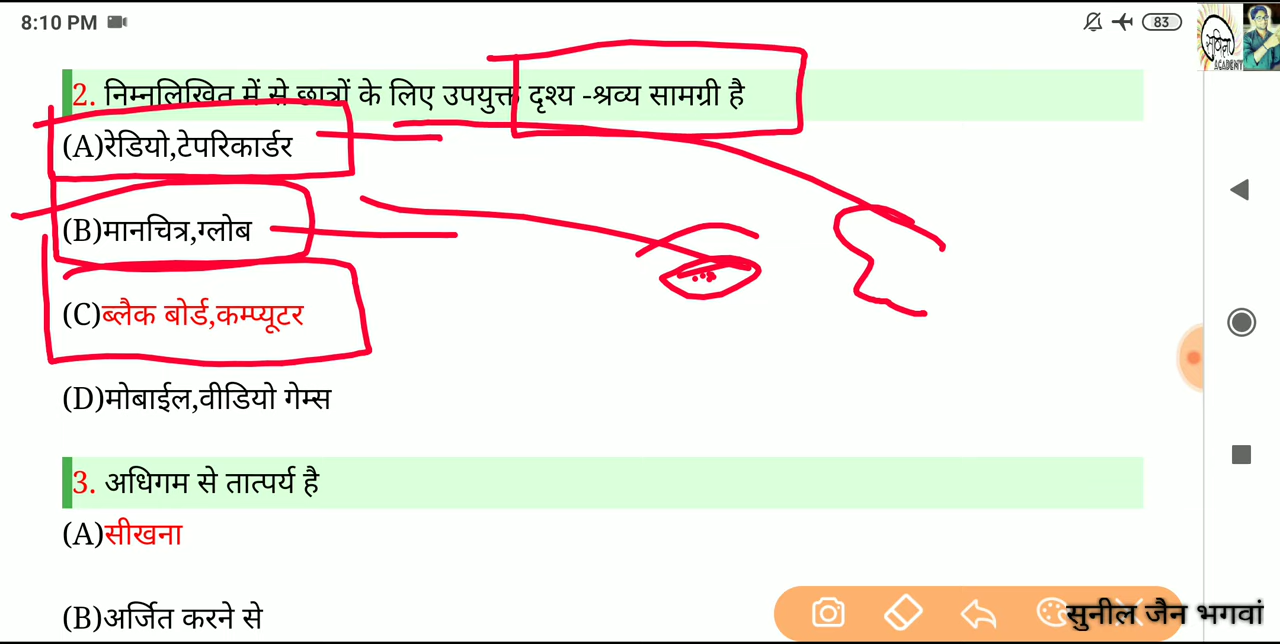 8:10 PM
83
ACADEMY
2. निम्नलिखित में से छात्रों के लिए उपयुक्त दृश्य -श्रव्य सामग्री है
(A)रेडियो,टेपरिकार्डर
(B)मानचित्र,ग्लोब
(C)ब्लैक बोर्ड,कम्प्यूटर
(D)मोबाईल,वीडियो गेम्स
3. अधिगम से तात्पर्य है
(A)सीखना
(B)अर्जित करने से
सुनील जैन भगवां